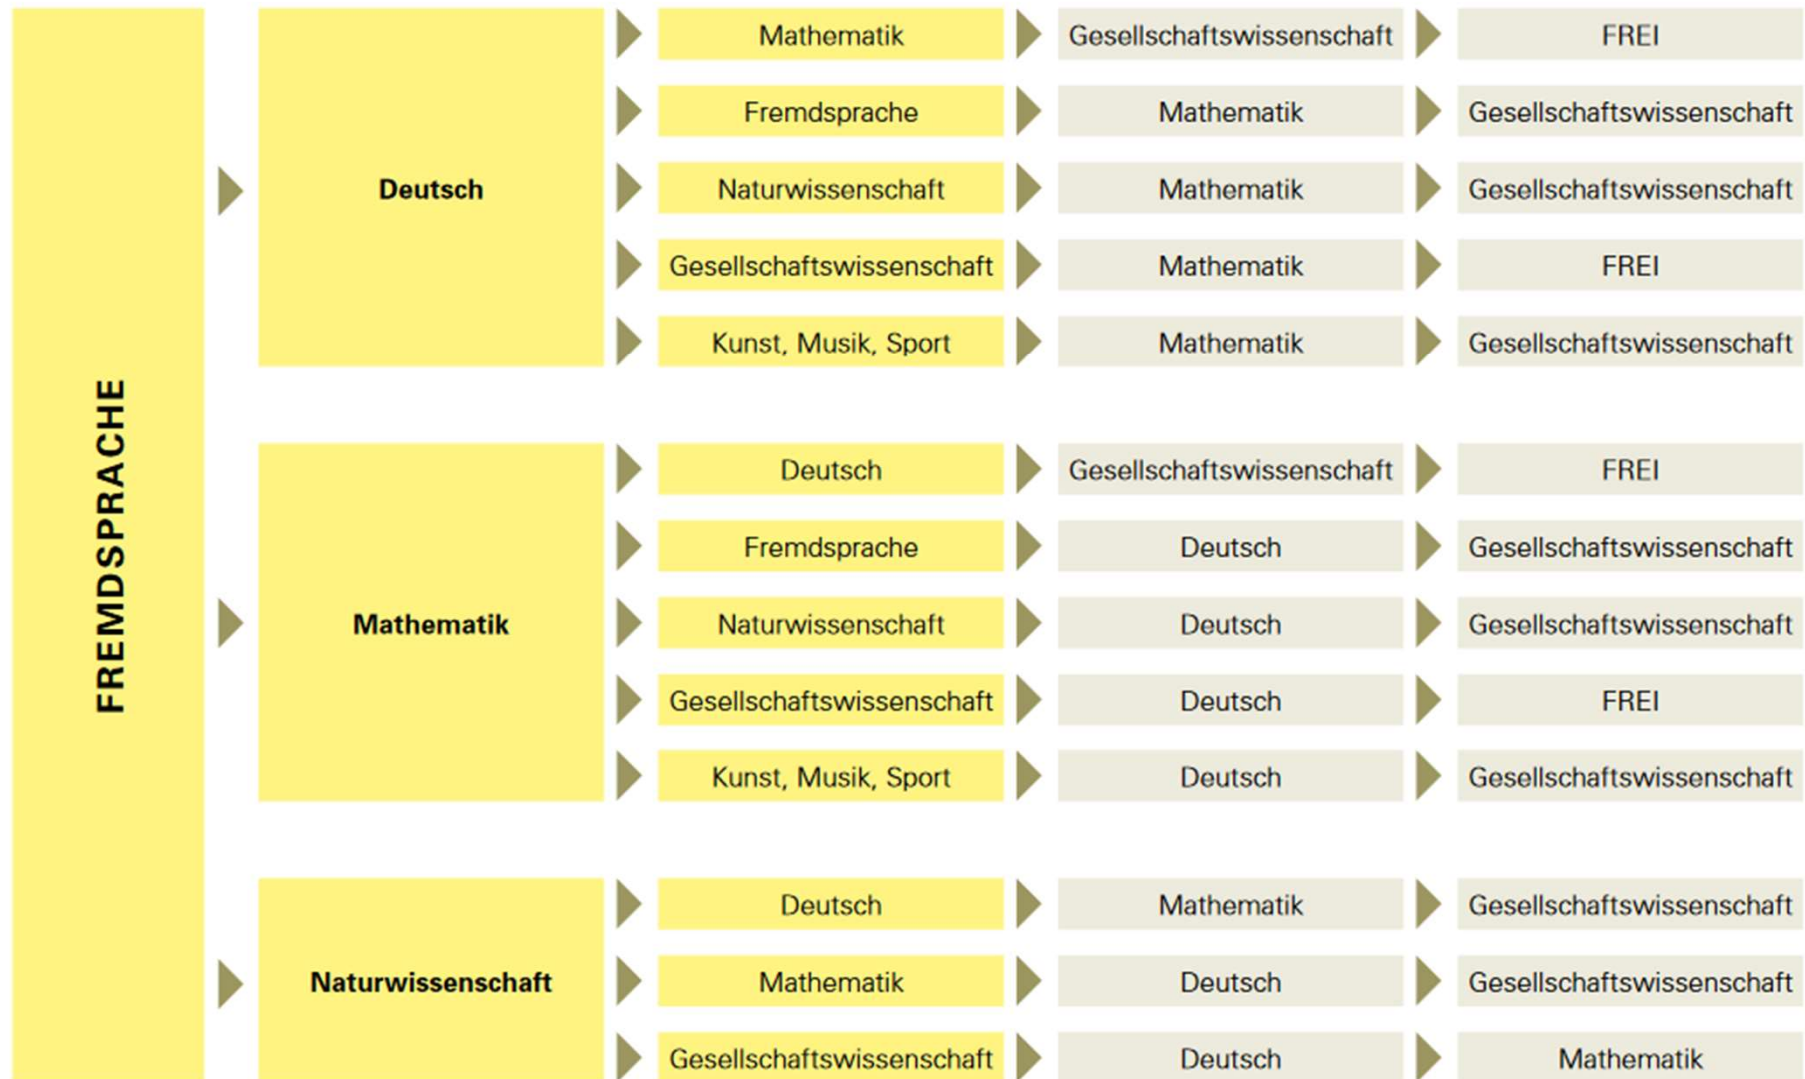 FREMDSPRACHE
Deutsch
Mathematik Gesellschaftswissenschaft FREI
Fremdsprache Mathematik Gesellschaftswissenschaft
Naturwissenschaft Mathematik Gesellschaftswissenschaft
Gesellschaftswissenschaft Mathematik FREI
Kunst, Musik, Sport Mathematik Gesellschaftswissenschaft
Mathematik
Deutsch Gesellschaftswissenschaft FREI
Fremdsprache Deutsch Gesellschaftswissenschaft
Naturwissenschaft Deutsch Gesellschaftswissenschaft
Gesellschaftswissenschaft Deutsch FREI
Kunst, Musik, Sport Deutsch Gesellschaftswissenschaft
Naturwissenschaft
Deutsch Mathematik Gesellschaftswissenschaft
Mathematik Deutsch Gesellschaftswissenschaft
Gesellschaftswissenschaft Deutsch Mathematik